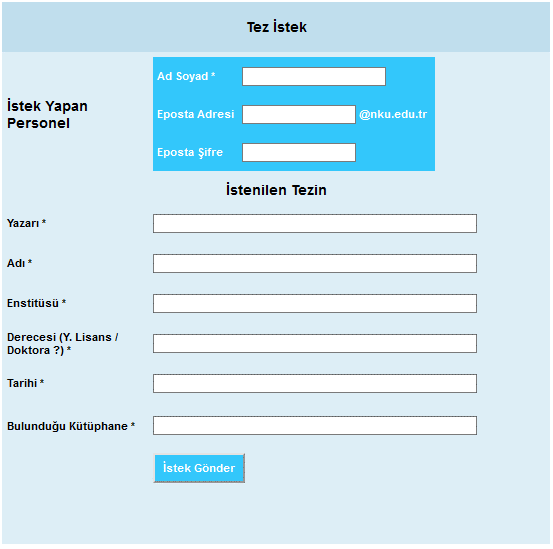 Tez İstek
İstek Yapan
Personel
Ad Soyad *
Eposta Adresi @nku.edu.tr
Eposta Şifre
İstenilen Tezin
Yazarı *
Adı *
Enstitüsü *
Derecesi (Y. Lisans /
Doktora ?) *
Tarihi *
Bulunduğu Kütüphane *
İstek Gönder